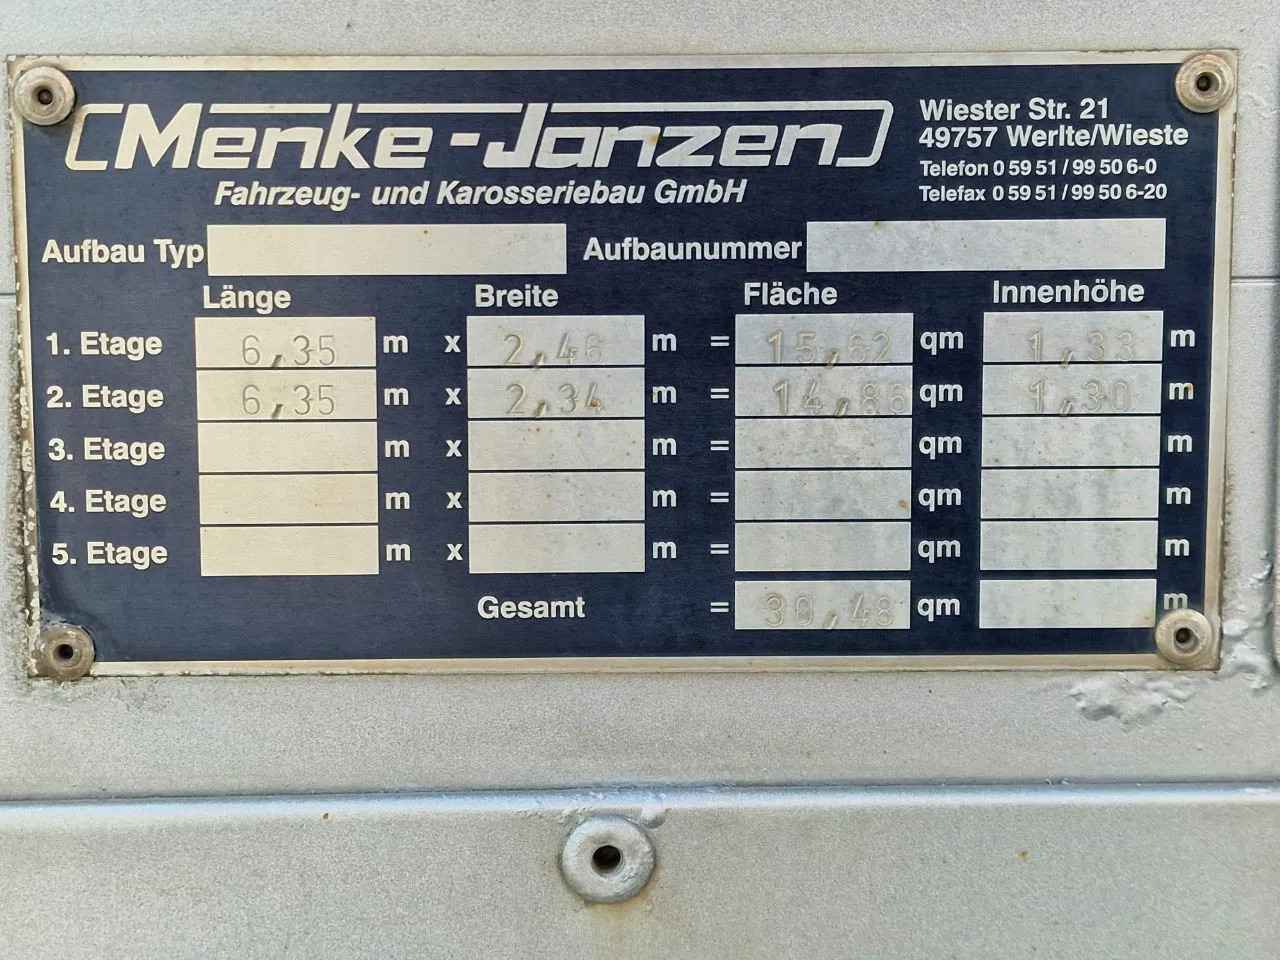 Menke-Janzen
Fahrzeug- und Karosseriebau GmbH
Wiester Str. 21
49757 Werlte/Wieste
Telefon 0 59 51 / 99 50 6-0
Telefax 0 59 51 / 99 50 6-20
Aufbau Typ Aufbaunummer
Länge Breite Fläche Innenhöhe
1. Etage 6,35 m x 2,46 m = 15,62 qm 1,33 m
2. Etage 6,35 m x 2,34 m = 14,86 qm 1,30 m
3. Etage m x m = qm m
4. Etage m x m = qm m
5. Etage m x m = qm m
Gesamt = 30,48 qm m